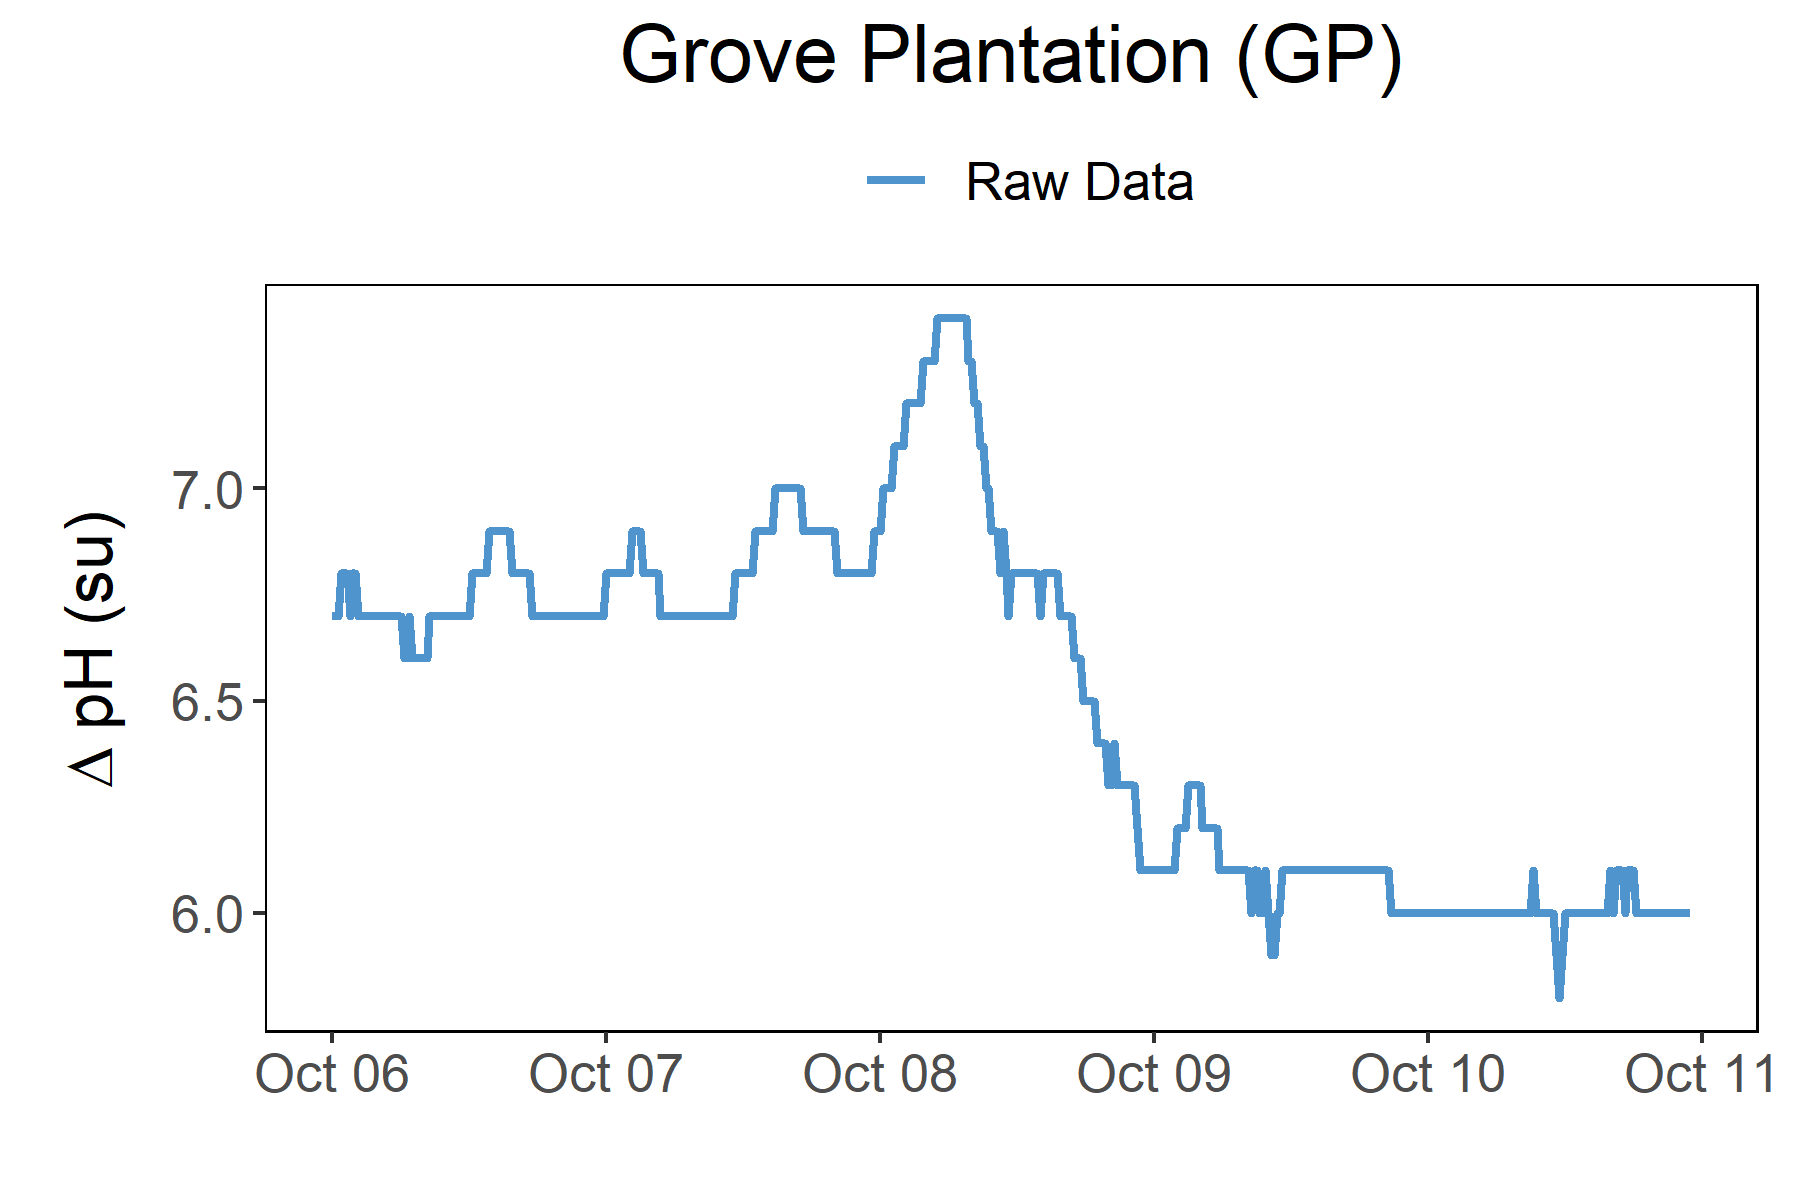 Grove Plantation (GP)
Raw Data
Δ pH (su)
7.0
6.5
6.0
Oct 06 Oct 07 Oct 08 Oct 09 Oct 10 Oct 11